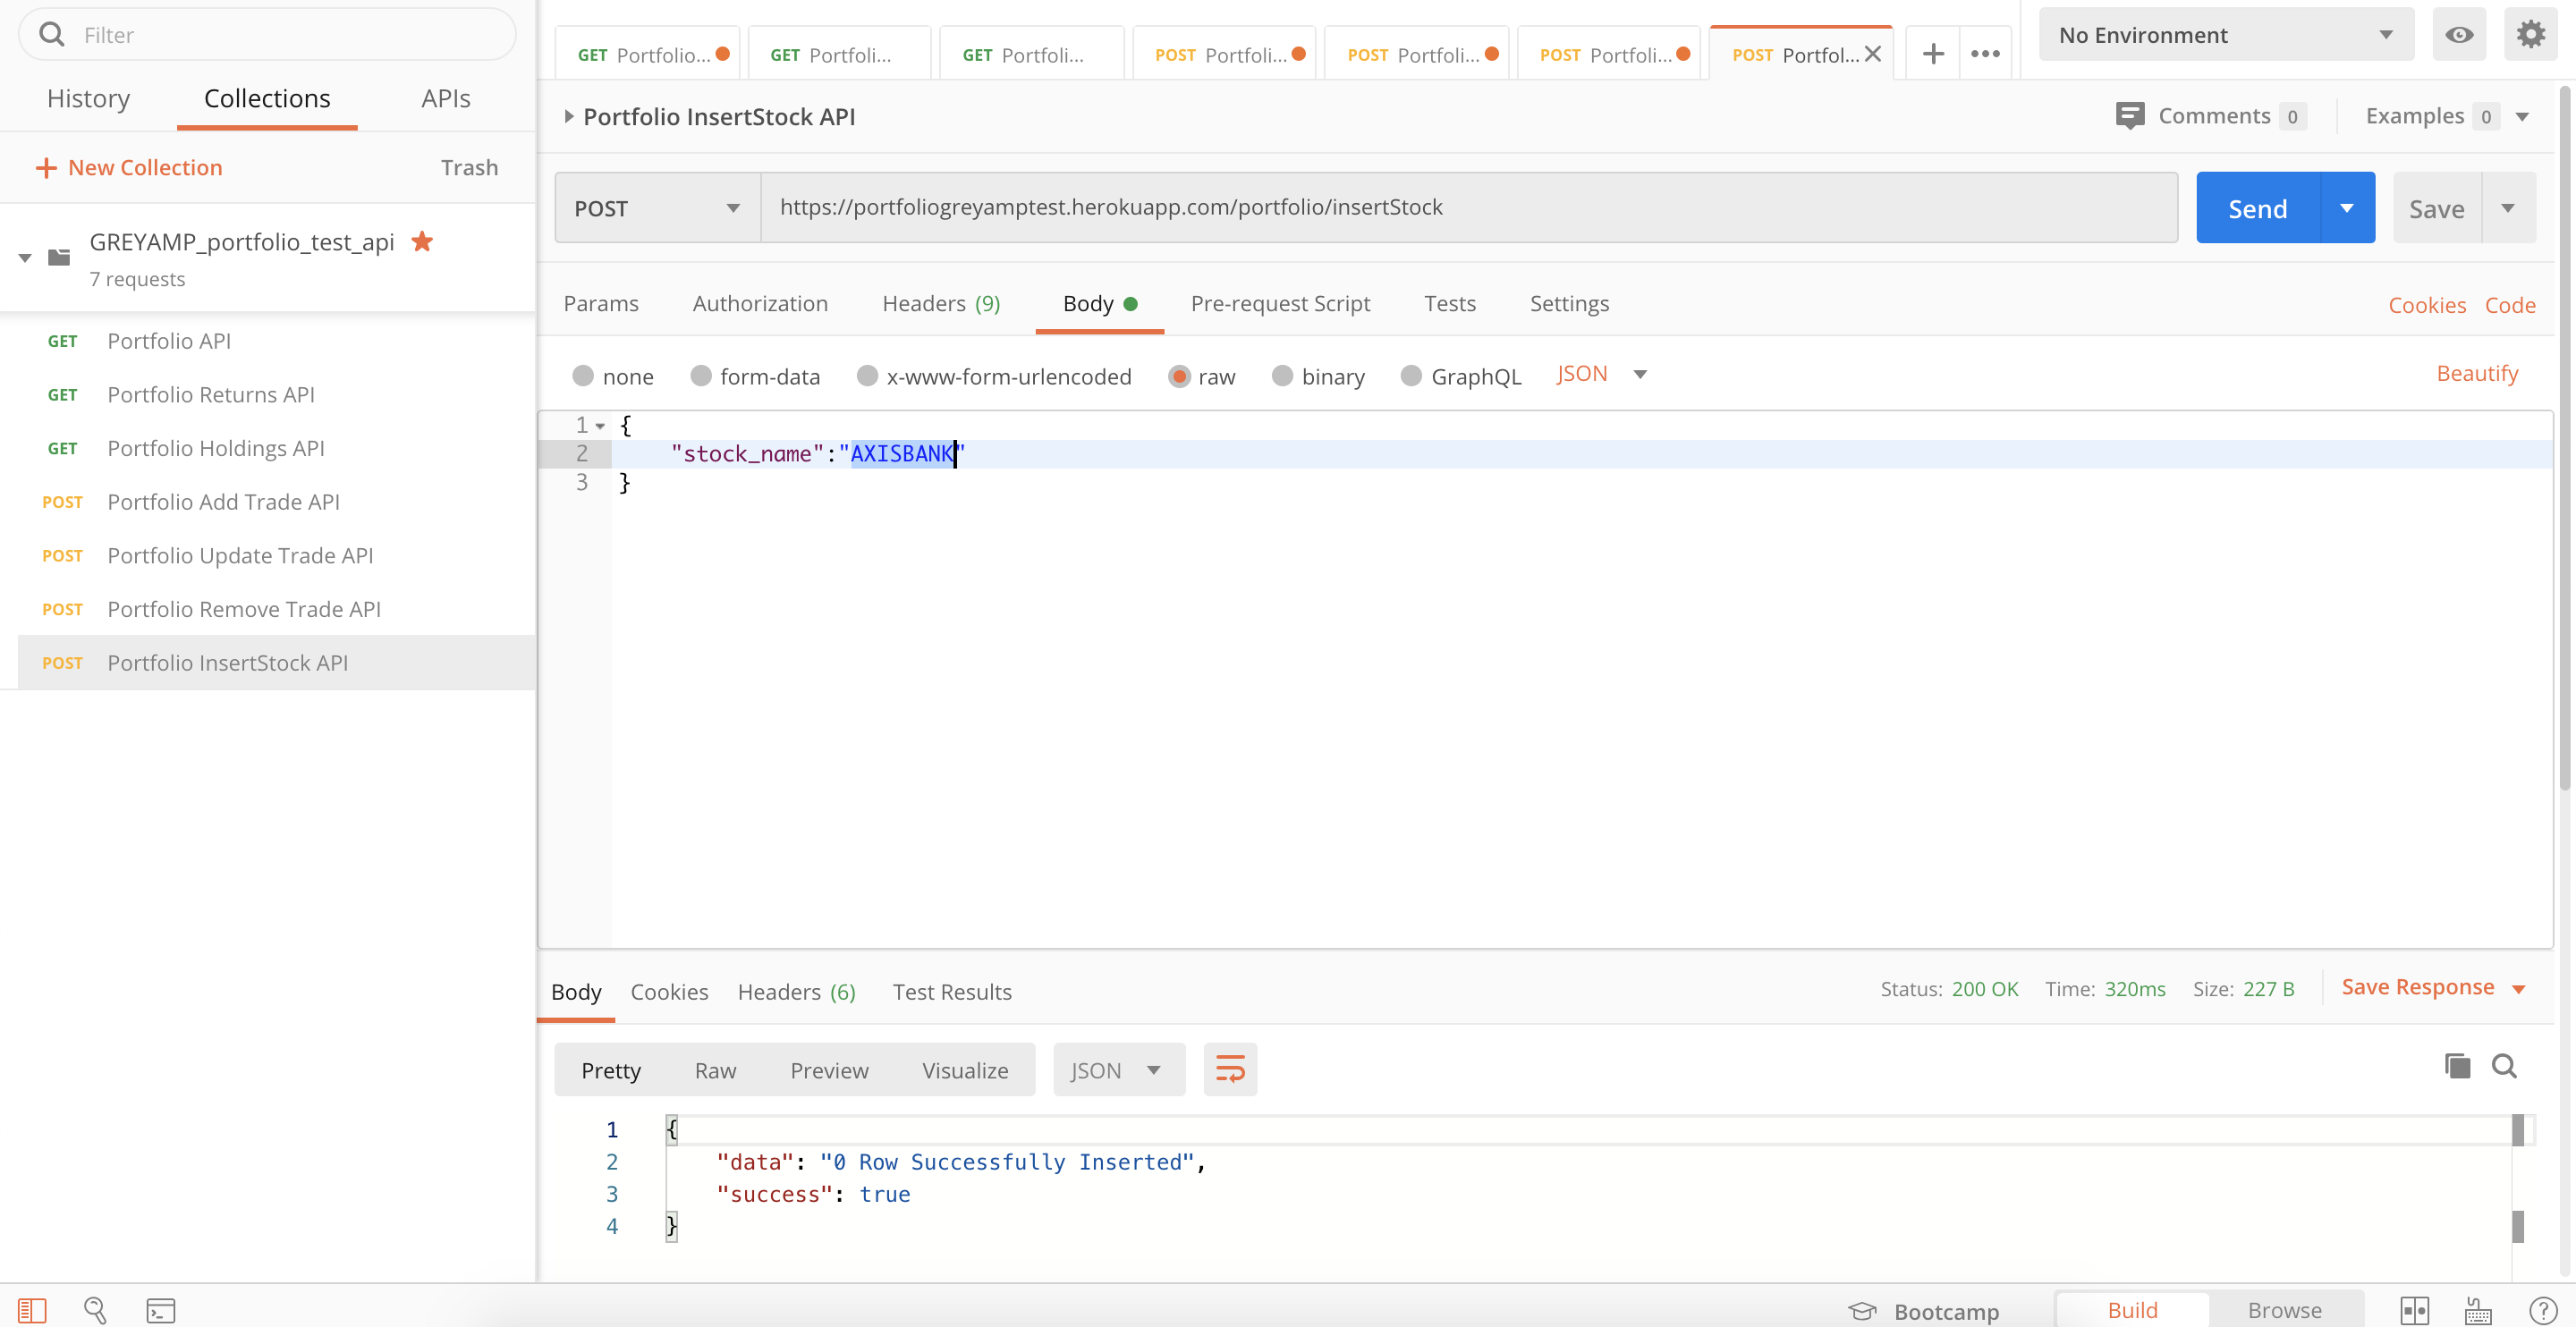 Filter
History
Collections
APIs
New Collection
Trash
GREYAMP_portfolio_test_api
7 requests
GET Portfolio API
GET Portfolio Returns API
GET Portfolio Holdings API
POST Portfolio Add Trade API
POST Portfolio Update Trade API
POST Portfolio Remove Trade API
POST Portfolio InsertStock API
GET Portfolio...
GET Portfoli...
GET Portfoli...
POST Portfoli...
POST Portfoli...
POST Portfoli...
POST Portfol...
No Environment
Portfolio InsertStock API
Comments 0
Examples 0
POST
https://portfoliogreyamptest.herokuapp.com/portfolio/insertStock
Send
Save
Params
Authorization
Headers (9)
Body
Pre-request Script
Tests
Settings
Cookies
Code
none
form-data
x-www-form-urlencoded
raw
binary
GraphQL
JSON
Beautify
1 {
2 "stock_name":"AXISBANK"
3 }
Body
Cookies
Headers (6)
Test Results
Status: 200 OK
Time: 320ms
Size: 227 B
Save Response
Pretty
Raw
Preview
Visualize
JSON
1 {
2 "data": "0 Row Successfully Inserted",
3 "success": true
4 }
Bootcamp
Build
Browse